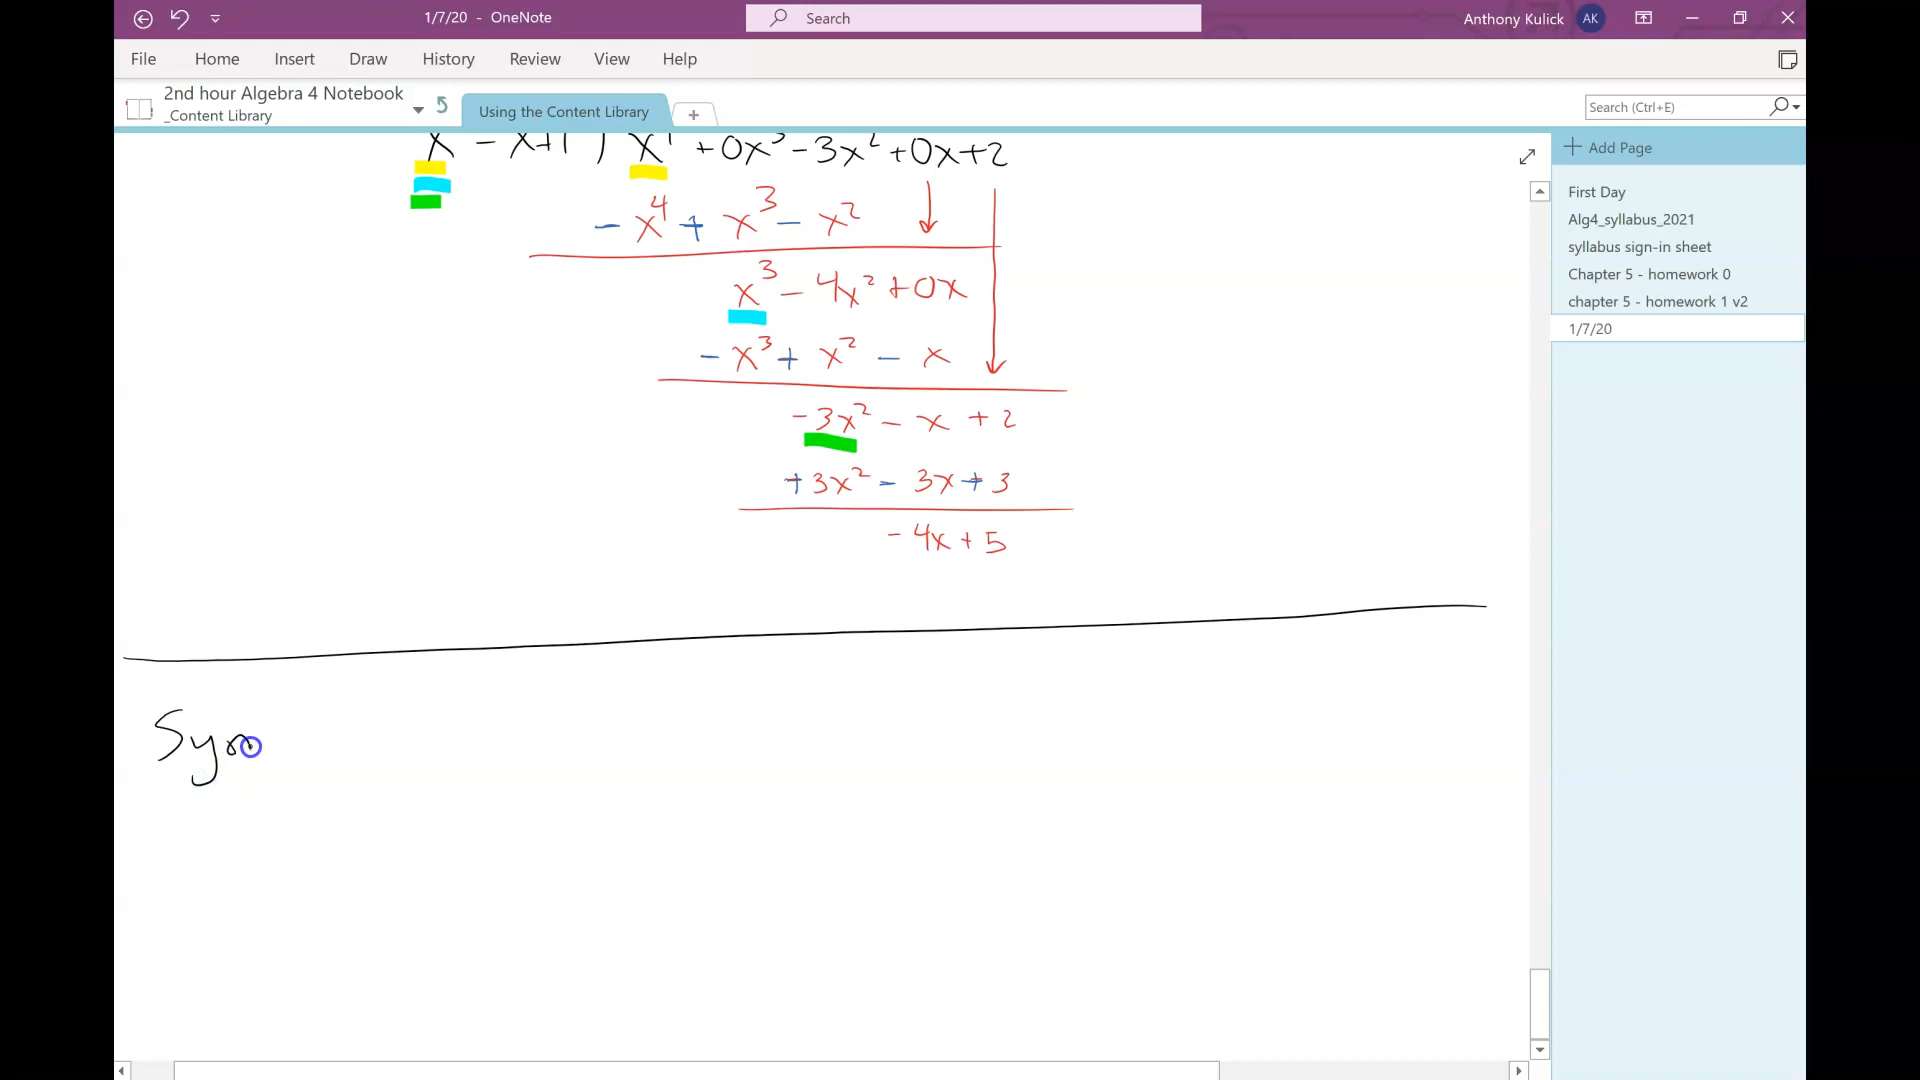 1/7/20 - OneNote
Search
Anthony Kulick AK
File Home Insert Draw History Review View Help
2nd hour Algebra 4 Notebook
_Content Library
Using the Content Library
Search (Ctrl+E)
Add Page
First Day
Alg4_syllabus_2021
syllabus sign-in sheet
Chapter 5 - homework 0
chapter 5 - homework 1 v2
1/7/20
x - x+1 ) x⁴ +0x³-3x²+0x+2
- x⁴ + x³ - x²
x³ - 4x² +0x
- x³ + x² - x
-3x² - x + 2
+3x² - 3x + 3
- 4x + 5
Syn